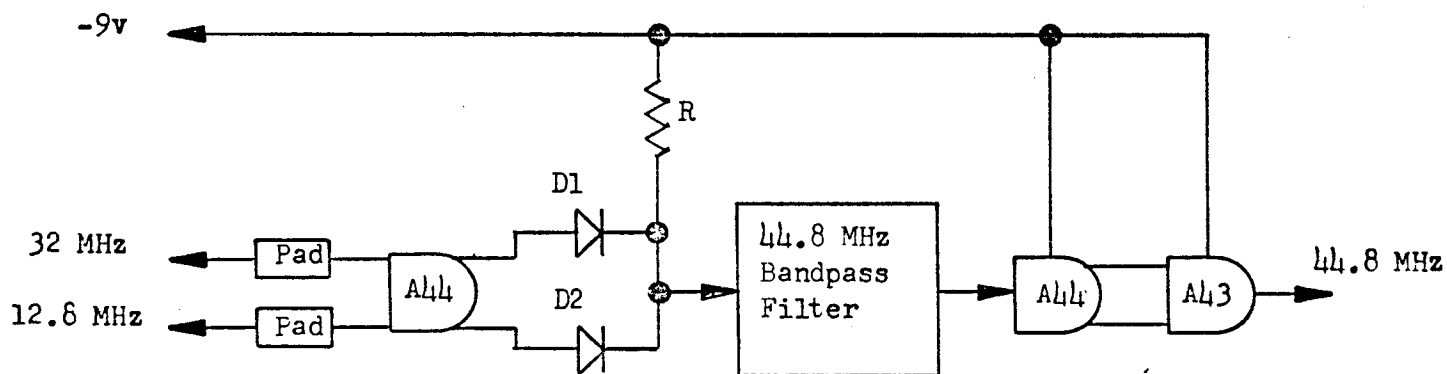 -9v
R
D1
32 MHz
Pad
A44
12.8 MHz
Pad
D2
44.8 MHz
Bandpass
Filter
A44
A43
44.8 MHz